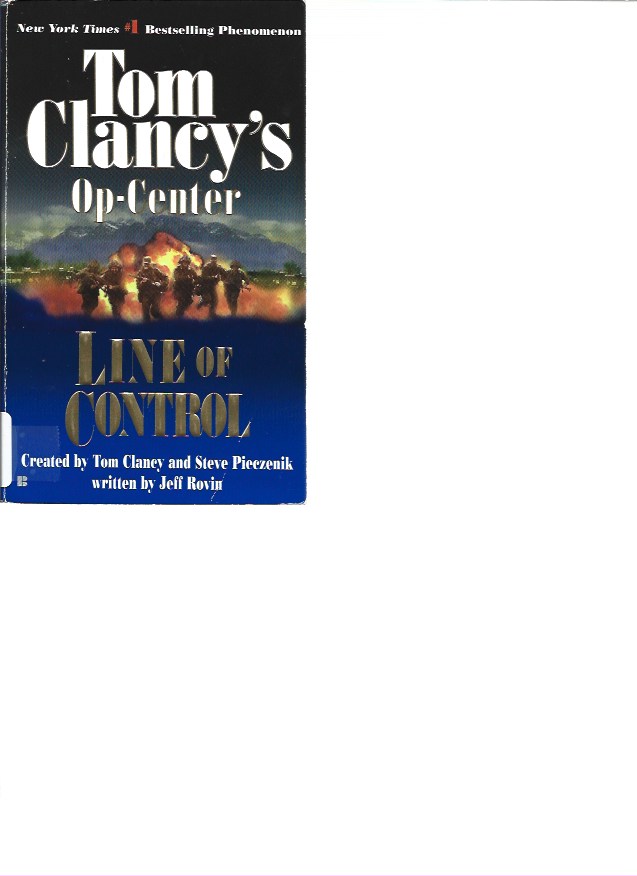 New York Times #1 Bestselling Phenomenon
Tom
Clancy's
Op-Center
LINE OF
CONTROL
Created by Tom Clancy and Steve Pieczenik
written by Jeff Rovin
B